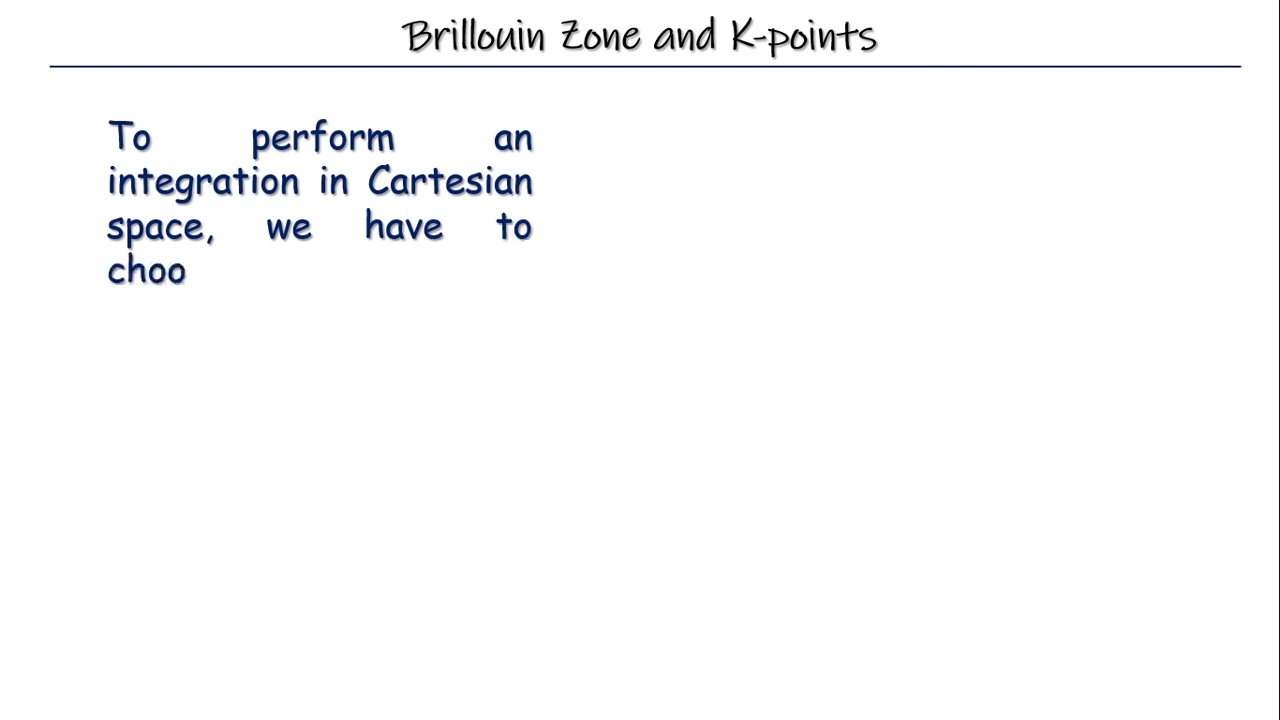 Brillouin Zone and K-points
To perform an
integration in Cartesian
space, we have to
choo